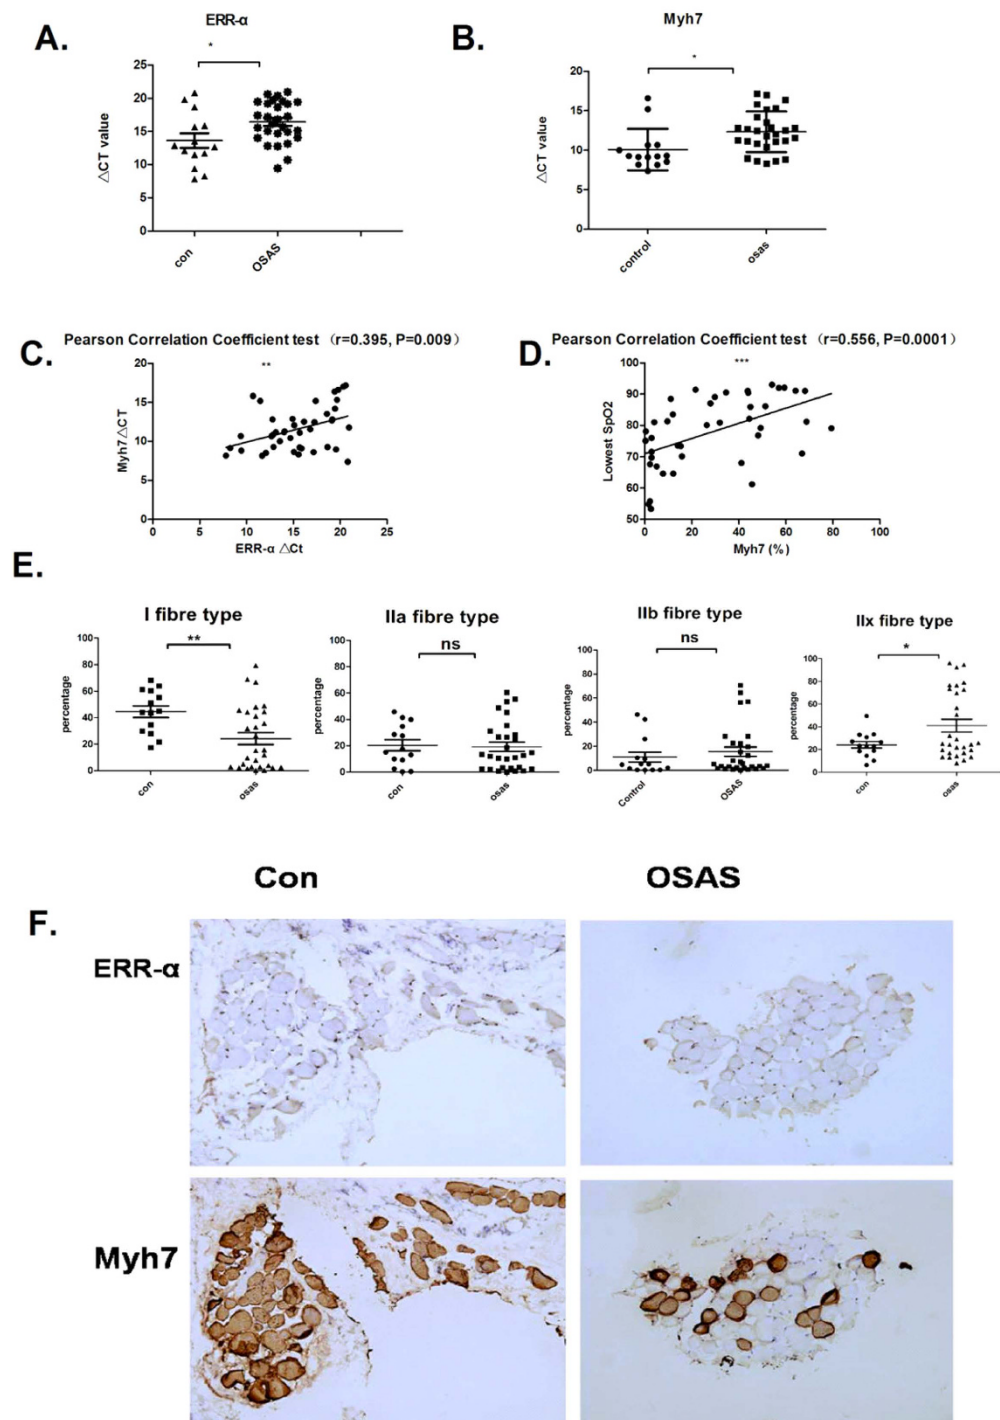 A.
ERR-α
*
△CT value
25
20
15
10
5
0
con
OSAS
B.
Myh7
*
△CT value
20
15
10
5
0
control
osas
C.
Pearson Correlation Coefficient test （r=0.395, P=0.009）
**
Myh7 △CT
20
15
10
5
0
0 5 10 15 20 25
ERR-α △Ct
D.
Pearson Correlation Coefficient test （r=0.556, P=0.0001）
***
Lowest SpO2
100
90
80
70
60
50
0 20 40 60 80 100
Myh7 (%)
E.
I fibre type
**
percentage
100
80
60
40
20
0
con
osas
IIa fibre type
ns
percentage
100
80
60
40
20
0
con
osas
IIb fibre type
ns
percentage
100
80
60
40
20
0
Control
OSAS
IIx fibre type
*
percentage
100
80
60
40
20
0
con
osas
F.
Con OSAS
ERR-α
Myh7